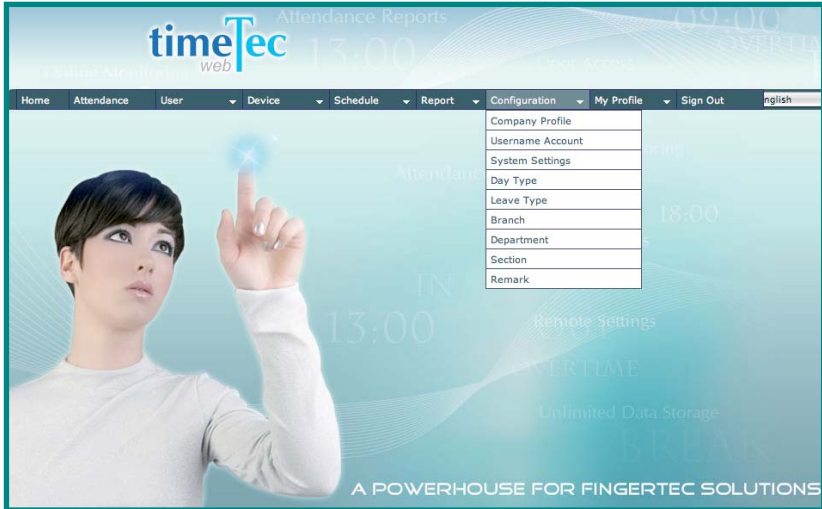 Attendance Reports
13:00
09:00
OVERTIM
timeTec
web
Online Monitoring
Door Access
Home Attendance User Device Schedule Report Configuration My Profile Sign Out nglish
Company Profile
Username Account
System Settings
Day Type
Leave Type
Branch
Department
Section
Remark
Attendanc
18:00
IN
13:00
Remote Settings
OVERTIME
Unlimited Data Storage
BREAK
A POWERHOUSE FOR FINGERTEC SOLUTIONS